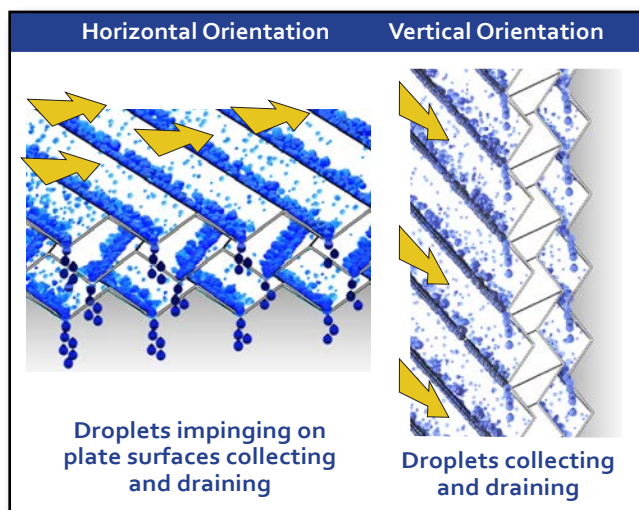 Horizontal Orientation
Vertical Orientation
Droplets impinging on
plate surfaces collecting
and draining
Droplets collecting
and draining